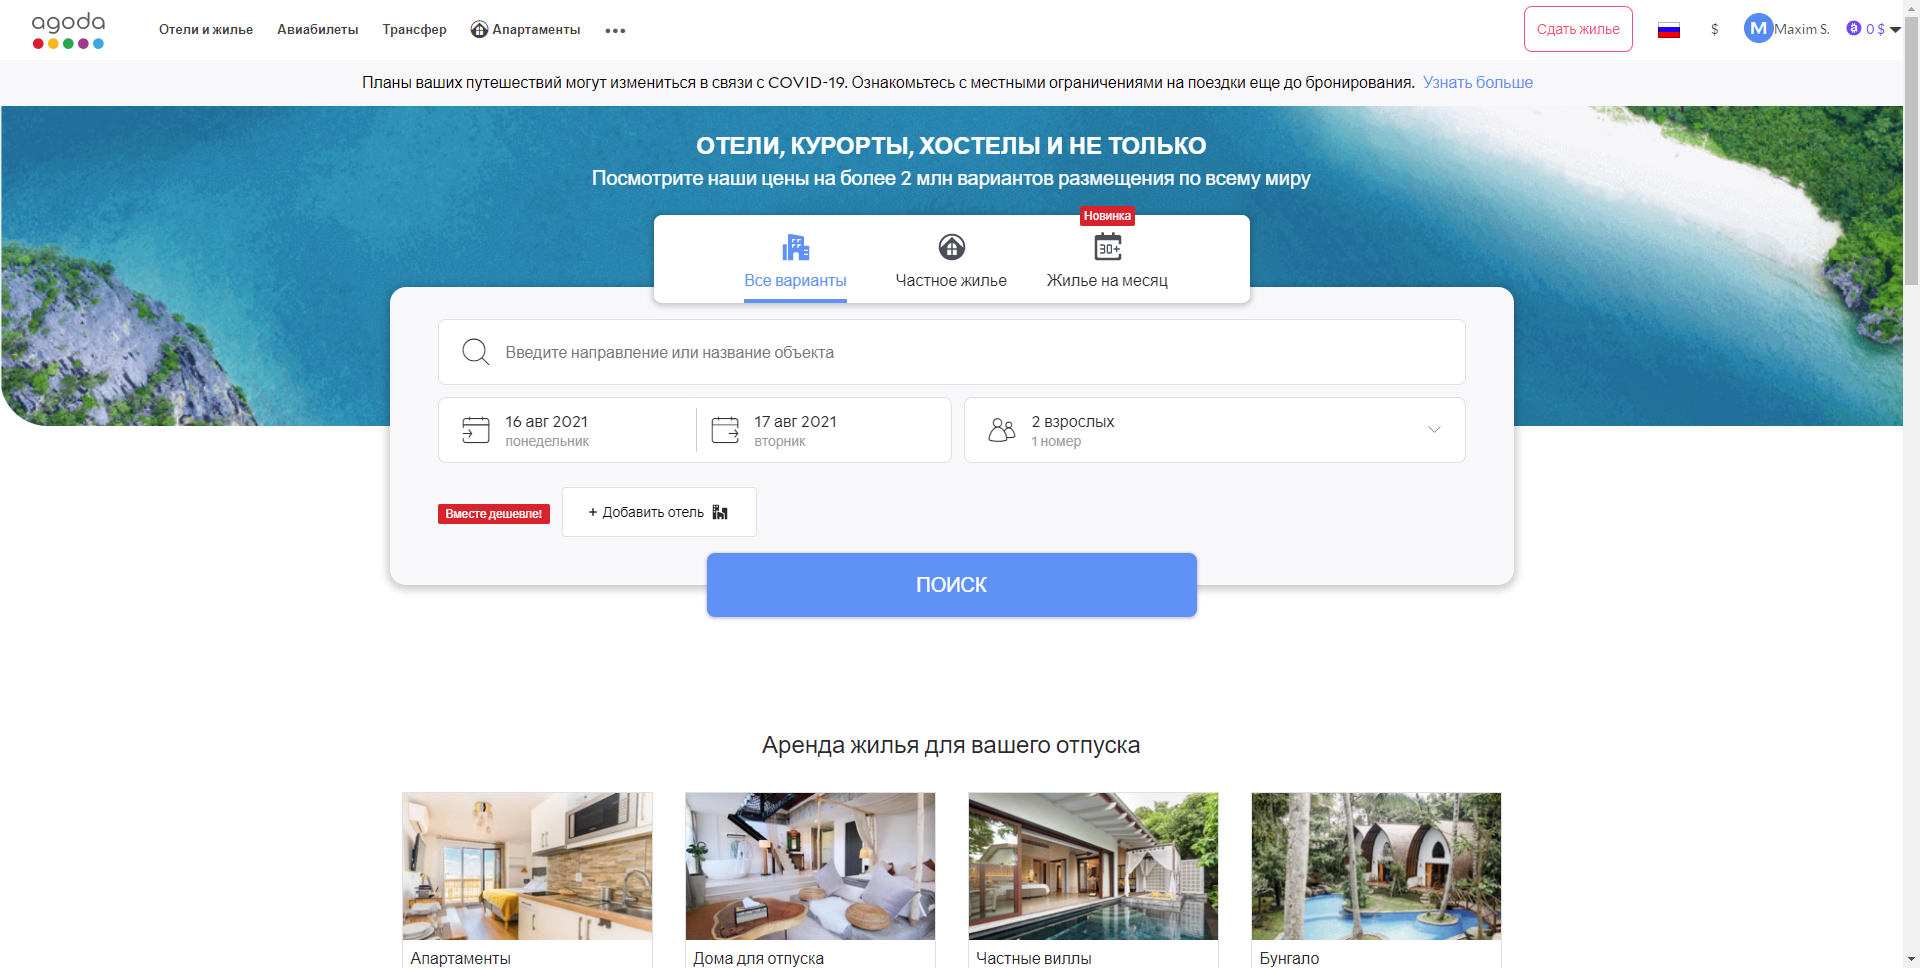 agoda
Отели и жилье
Авиабилеты
Трансфер
Апартаменты
Сдать жилье
$
M
Maxim S.
0 $
Планы ваших путешествий могут измениться в связи с COVID-19. Ознакомьтесь с местными ограничениями на поездки еще до бронирования. Узнать больше
ОТЕЛИ, КУРОРТЫ, ХОСТЕЛЫ И НЕ ТОЛЬКО
Посмотрите наши цены на более 2 млн вариантов размещения по всему миру
Новинка
30+
Все варианты
Частное жилье
Жилье на месяц
Введите направление или название объекта
16 авг 2021
понедельник
17 авг 2021
вторник
2 взрослых
1 номер
Вместе дешевле!
+ Добавить отель
ПОИСК
Аренда жилья для вашего отпуска
Апартаменты
Дома для отпуска
Частные виллы
Бунгало